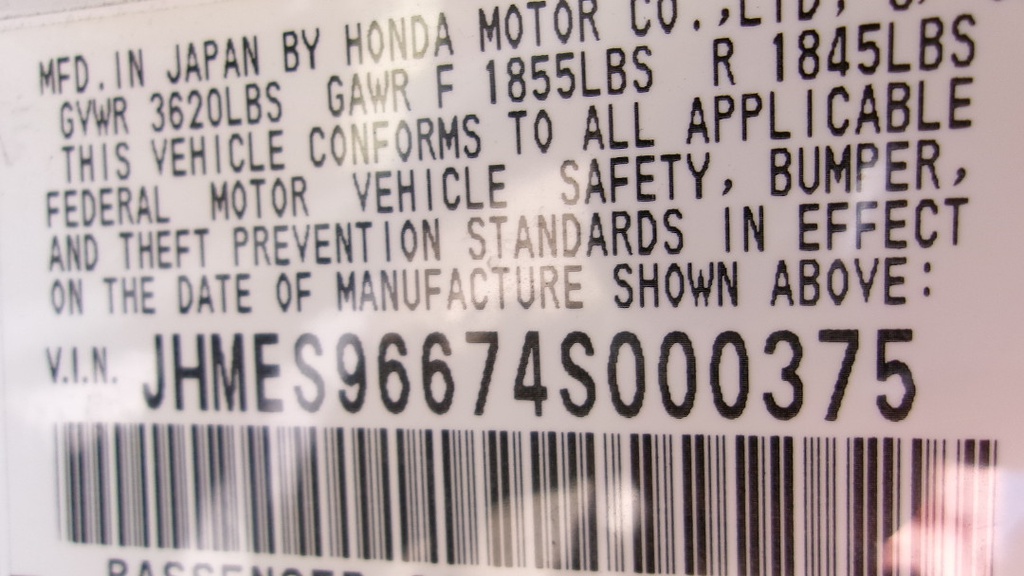 MFD. IN JAPAN BY HONDA MOTOR CO.,LTD,
GVWR 3620LBS GAWR F 1855LBS R 1845LBS
THIS VEHICLE CONFORMS TO ALL APPLICABLE
FEDERAL MOTOR VEHICLE SAFETY, BUMPER,
AND THEFT PREVENTION STANDARDS IN EFFECT
ON THE DATE OF MANUFACTURE SHOWN ABOVE:
V.I.N. JHMES96674S000375
PASSENGER